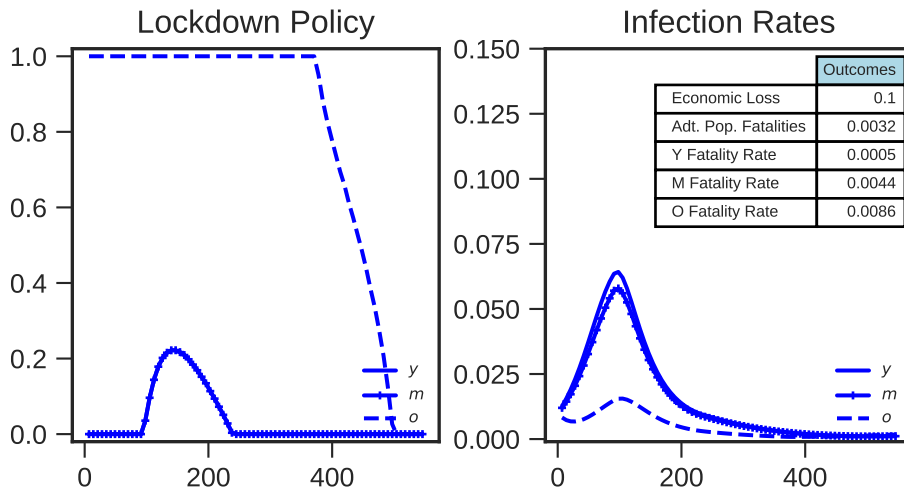 Lockdown Policy
1.0
0.8
0.6
0.4
0.2
0.0
0 200 400
y
m
o
Infection Rates
0.150
0.125
0.100
0.075
0.050
0.025
0.000
0 200 400
Outcomes
Economic Loss 0.1
Adt. Pop. Fatalities 0.0032
Y Fatality Rate 0.0005
M Fatality Rate 0.0044
O Fatality Rate 0.0086
y
m
o